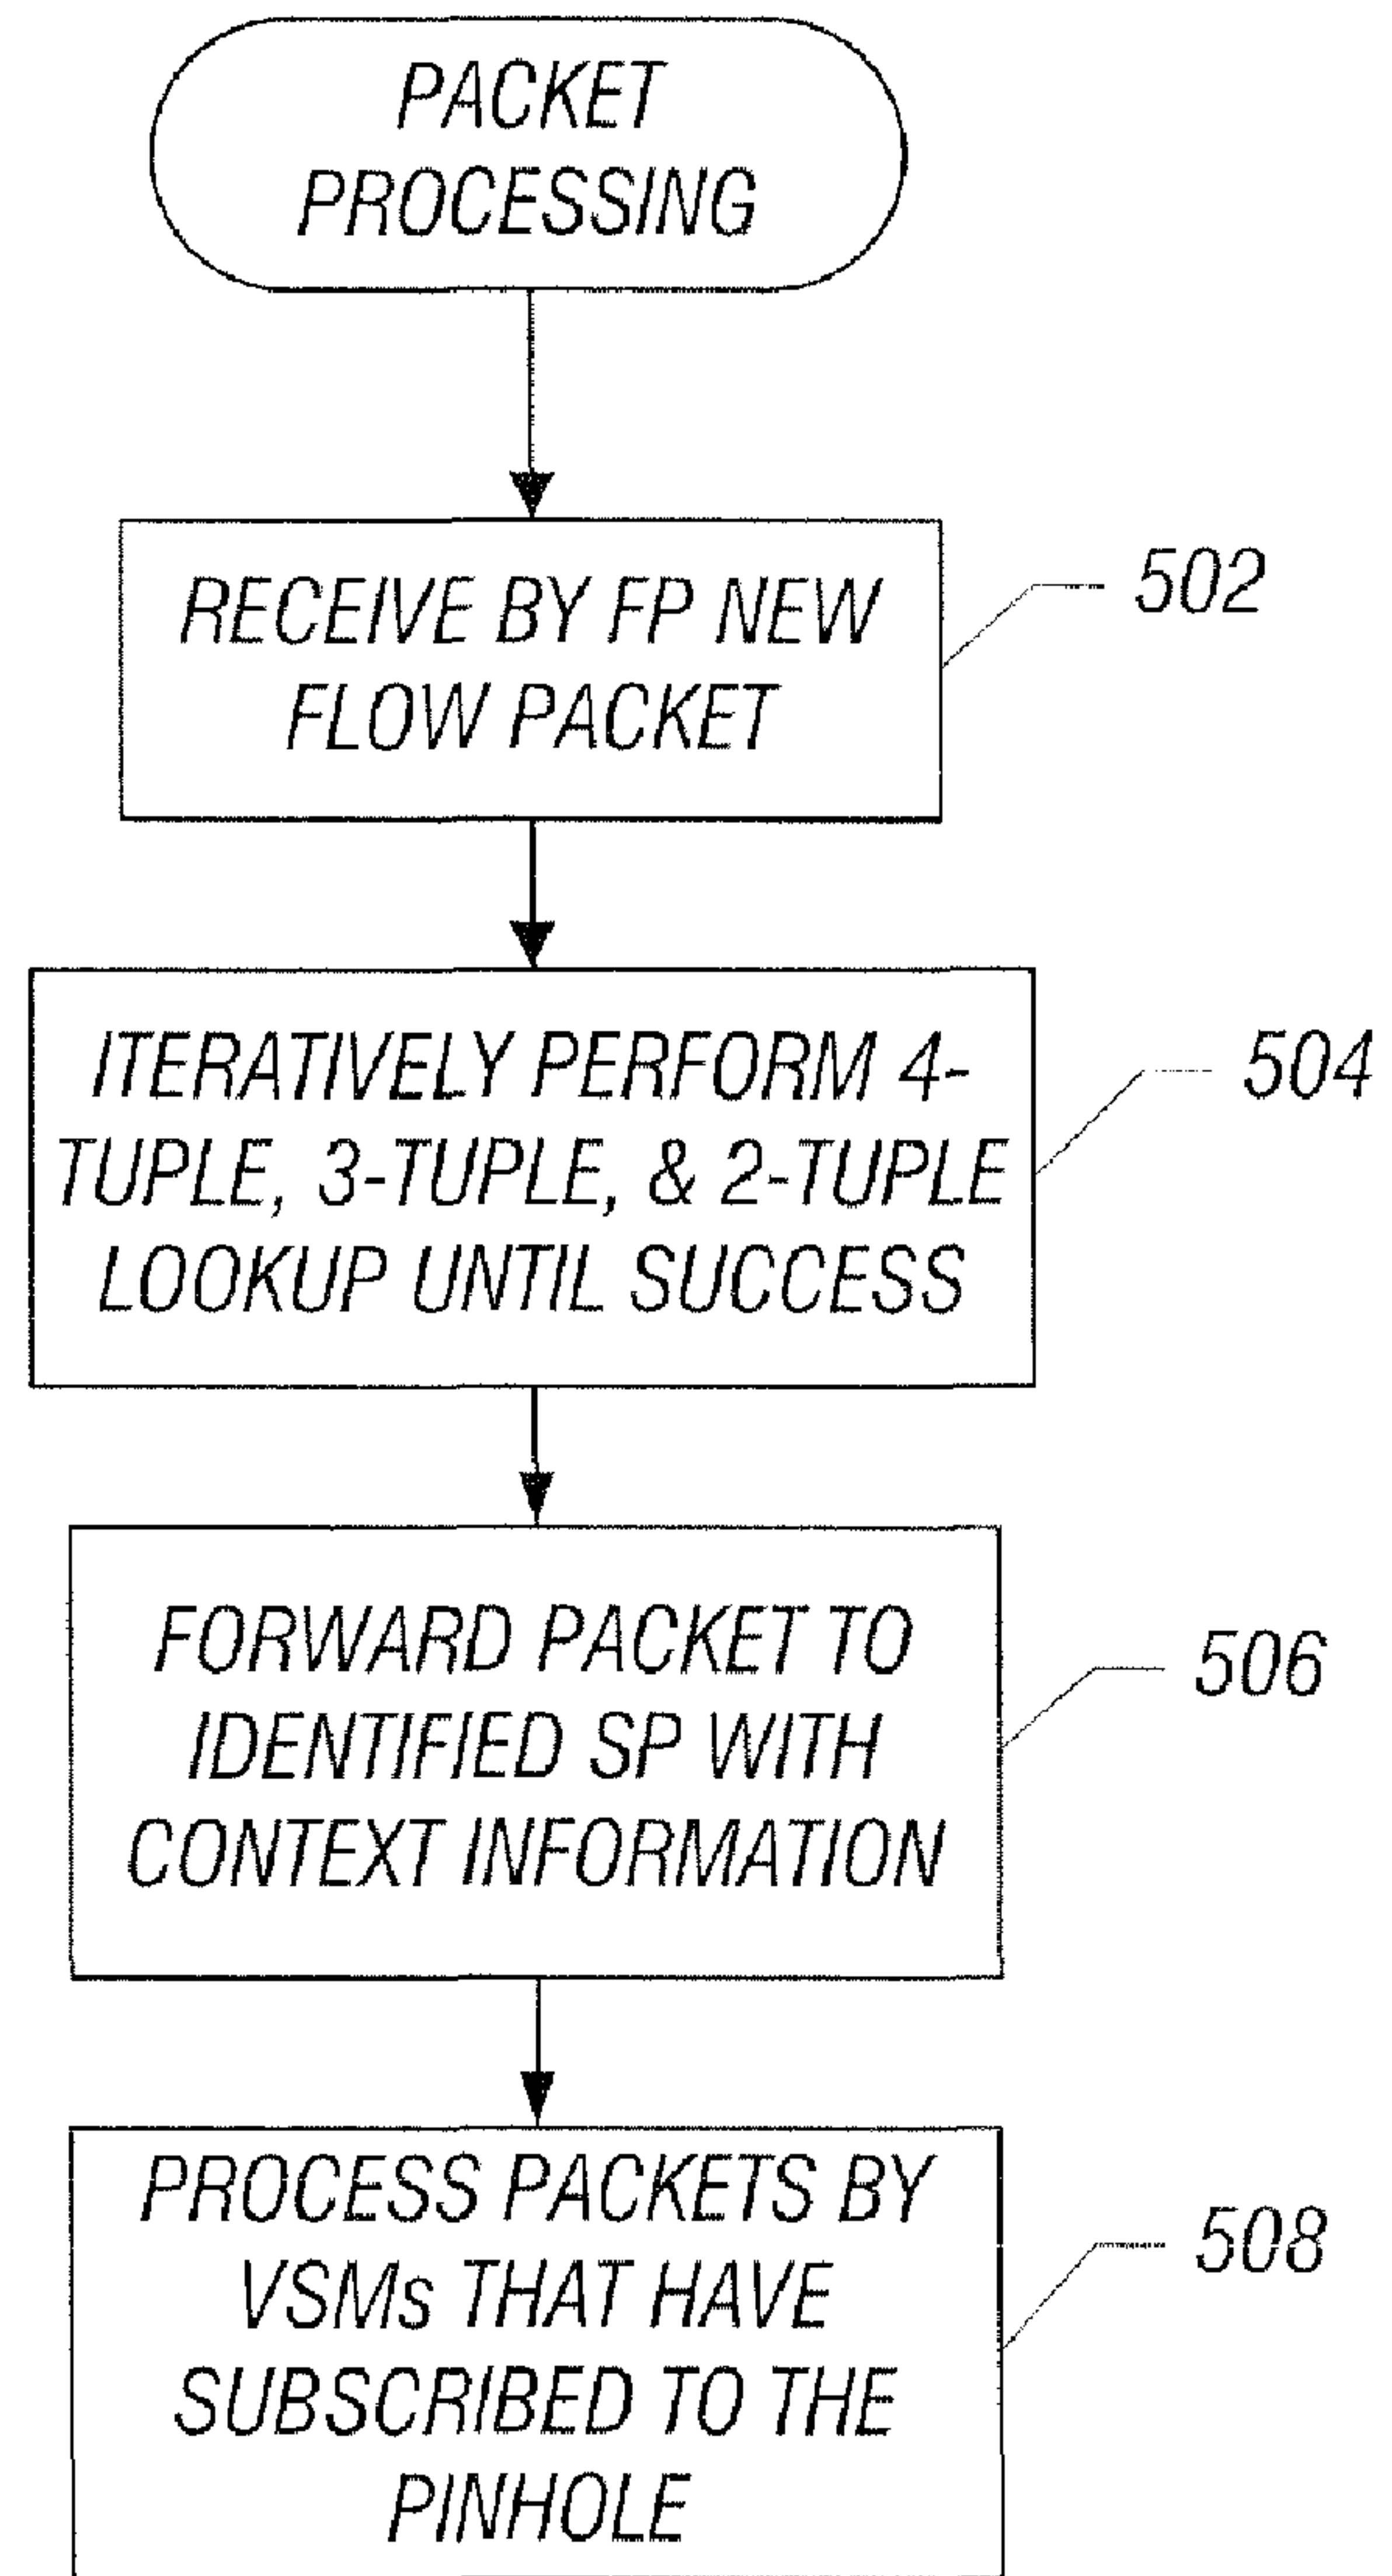 PACKET
PROCESSING
RECEIVE BY FP NEW
FLOW PACKET
502
ITERATIVELY PERFORM 4-
TUPLE, 3-TUPLE, & 2-TUPLE
LOOKUP UNTIL SUCCESS
504
FORWARD PACKET TO
IDENTIFIED SP WITH
CONTEXT INFORMATION
506
PROCESS PACKETS BY
VSMs THAT HAVE
SUBSCRIBED TO THE
PINHOLE
508